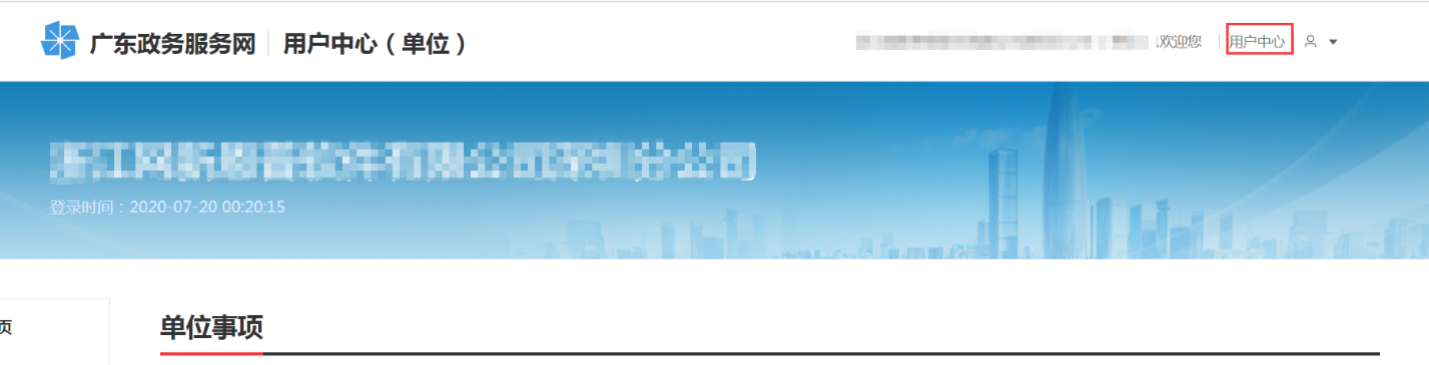 广东政务服务网 用户中心（单位）
,欢迎您 用户中心
登录时间：2020-07-20 00:20:15
页 单位事项